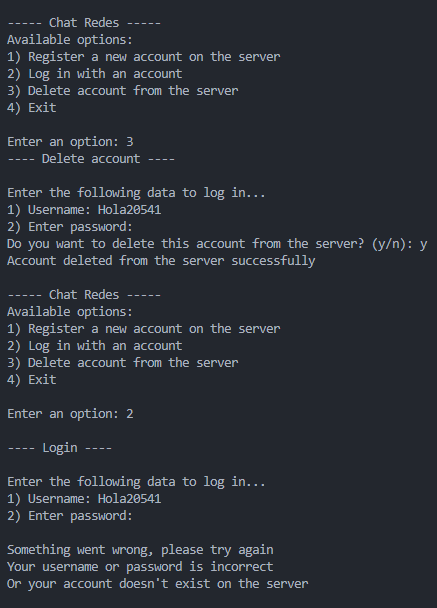 ----- Chat Redes -----
Available options:
1) Register a new account on the server
2) Log in with an account
3) Delete account from the server
4) Exit
Enter an option: 3
---- Delete account ----
Enter the following data to log in...
1) Username: Hola20541
2) Enter password:
Do you want to delete this account from the server? (y/n): y
Account deleted from the server successfully
----- Chat Redes -----
Available options:
1) Register a new account on the server
2) Log in with an account
3) Delete account from the server
4) Exit
Enter an option: 2
---- Login ----
Enter the following data to log in...
1) Username: Hola20541
2) Enter password:
Something went wrong, please try again
Your username or password is incorrect
Or your account doesn't exist on the server